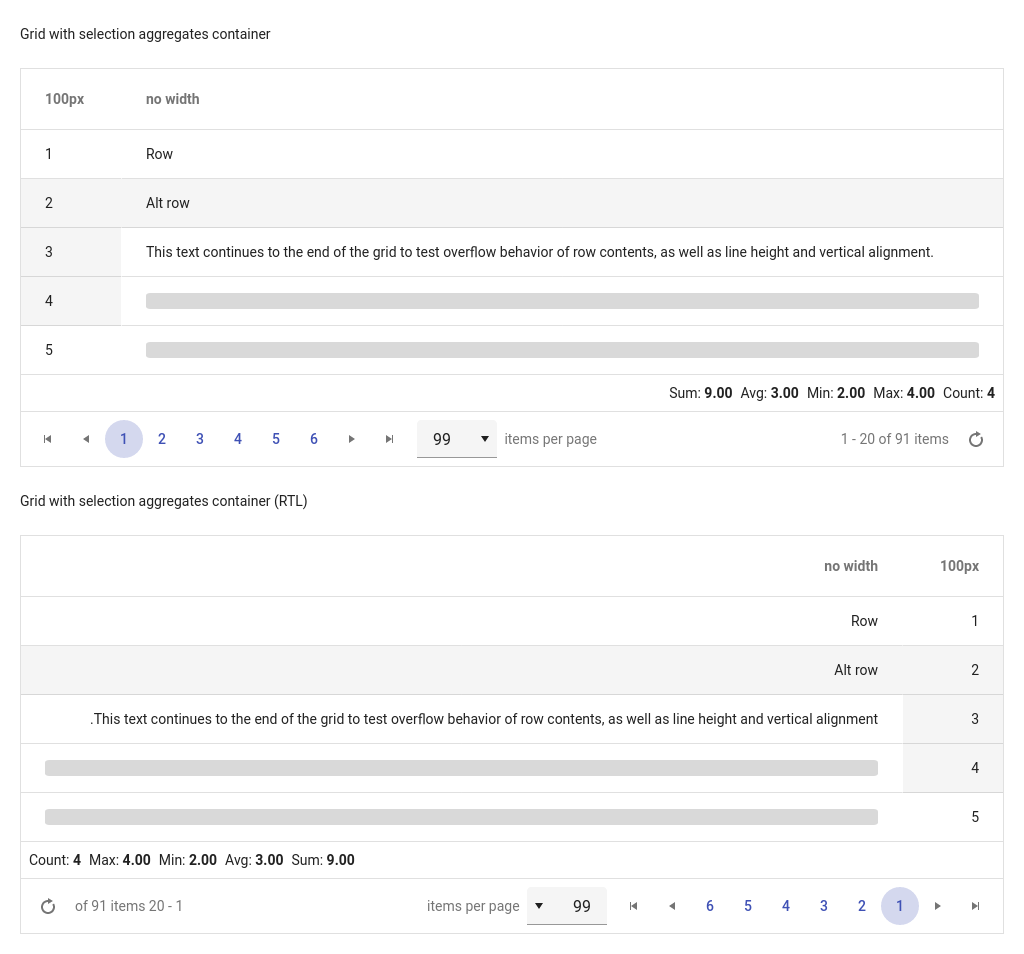 Grid with selection aggregates container
100px no width
1 Row
2 Alt row
3 This text continues to the end of the grid to test overflow behavior of row contents, as well as line height and vertical alignment.
4
5
Sum: 9.00 Avg: 3.00 Min: 2.00 Max: 4.00 Count: 4
1 2 3 4 5 6 99 items per page 1 - 20 of 91 items
Grid with selection aggregates container (RTL)
no width 100px
Row 1
Alt row 2
.This text continues to the end of the grid to test overflow behavior of row contents, as well as line height and vertical alignment 3
4
5
Count: 4 Max: 4.00 Min: 2.00 Avg: 3.00 Sum: 9.00
of 91 items 20 - 1 items per page 99 6 5 4 3 2 1